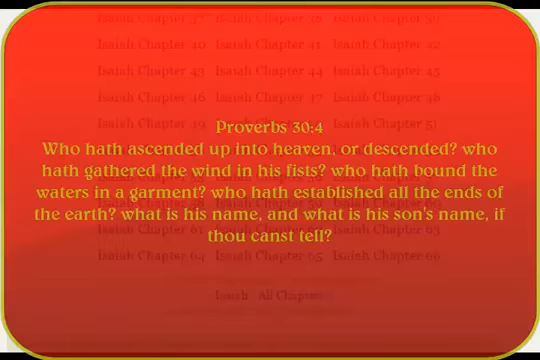 Isaiah Chapter 37 Isaiah Chapter 38 Isaiah Chapter 39
Isaiah Chapter 40 Isaiah Chapter 41 Isaiah Chapter 42
Isaiah Chapter 43 Isaiah Chapter 44 Isaiah Chapter 45
Isaiah Chapter 46 Isaiah Chapter 47 Isaiah Chapter 48
Proverbs 30:4
Who hath ascended up into heaven, or descended? who
hath gathered the wind in his fists? who hath bound the
waters in a garment? who hath established all the ends of
the earth? what is his name, and what is his son's name, if
thou canst tell?
Isaiah Chapter 64 Isaiah Chapter 65 Isaiah Chapter 66
Isaiah All Chapters